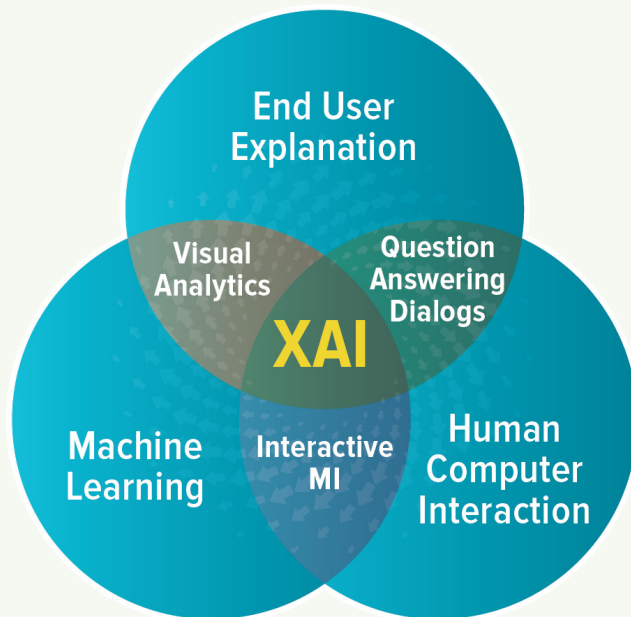 End User
Explanation
Visual
Analytics
Question
Answering
Dialogs
XAI
Machine
Learning
Interactive
MI
Human
Computer
Interaction